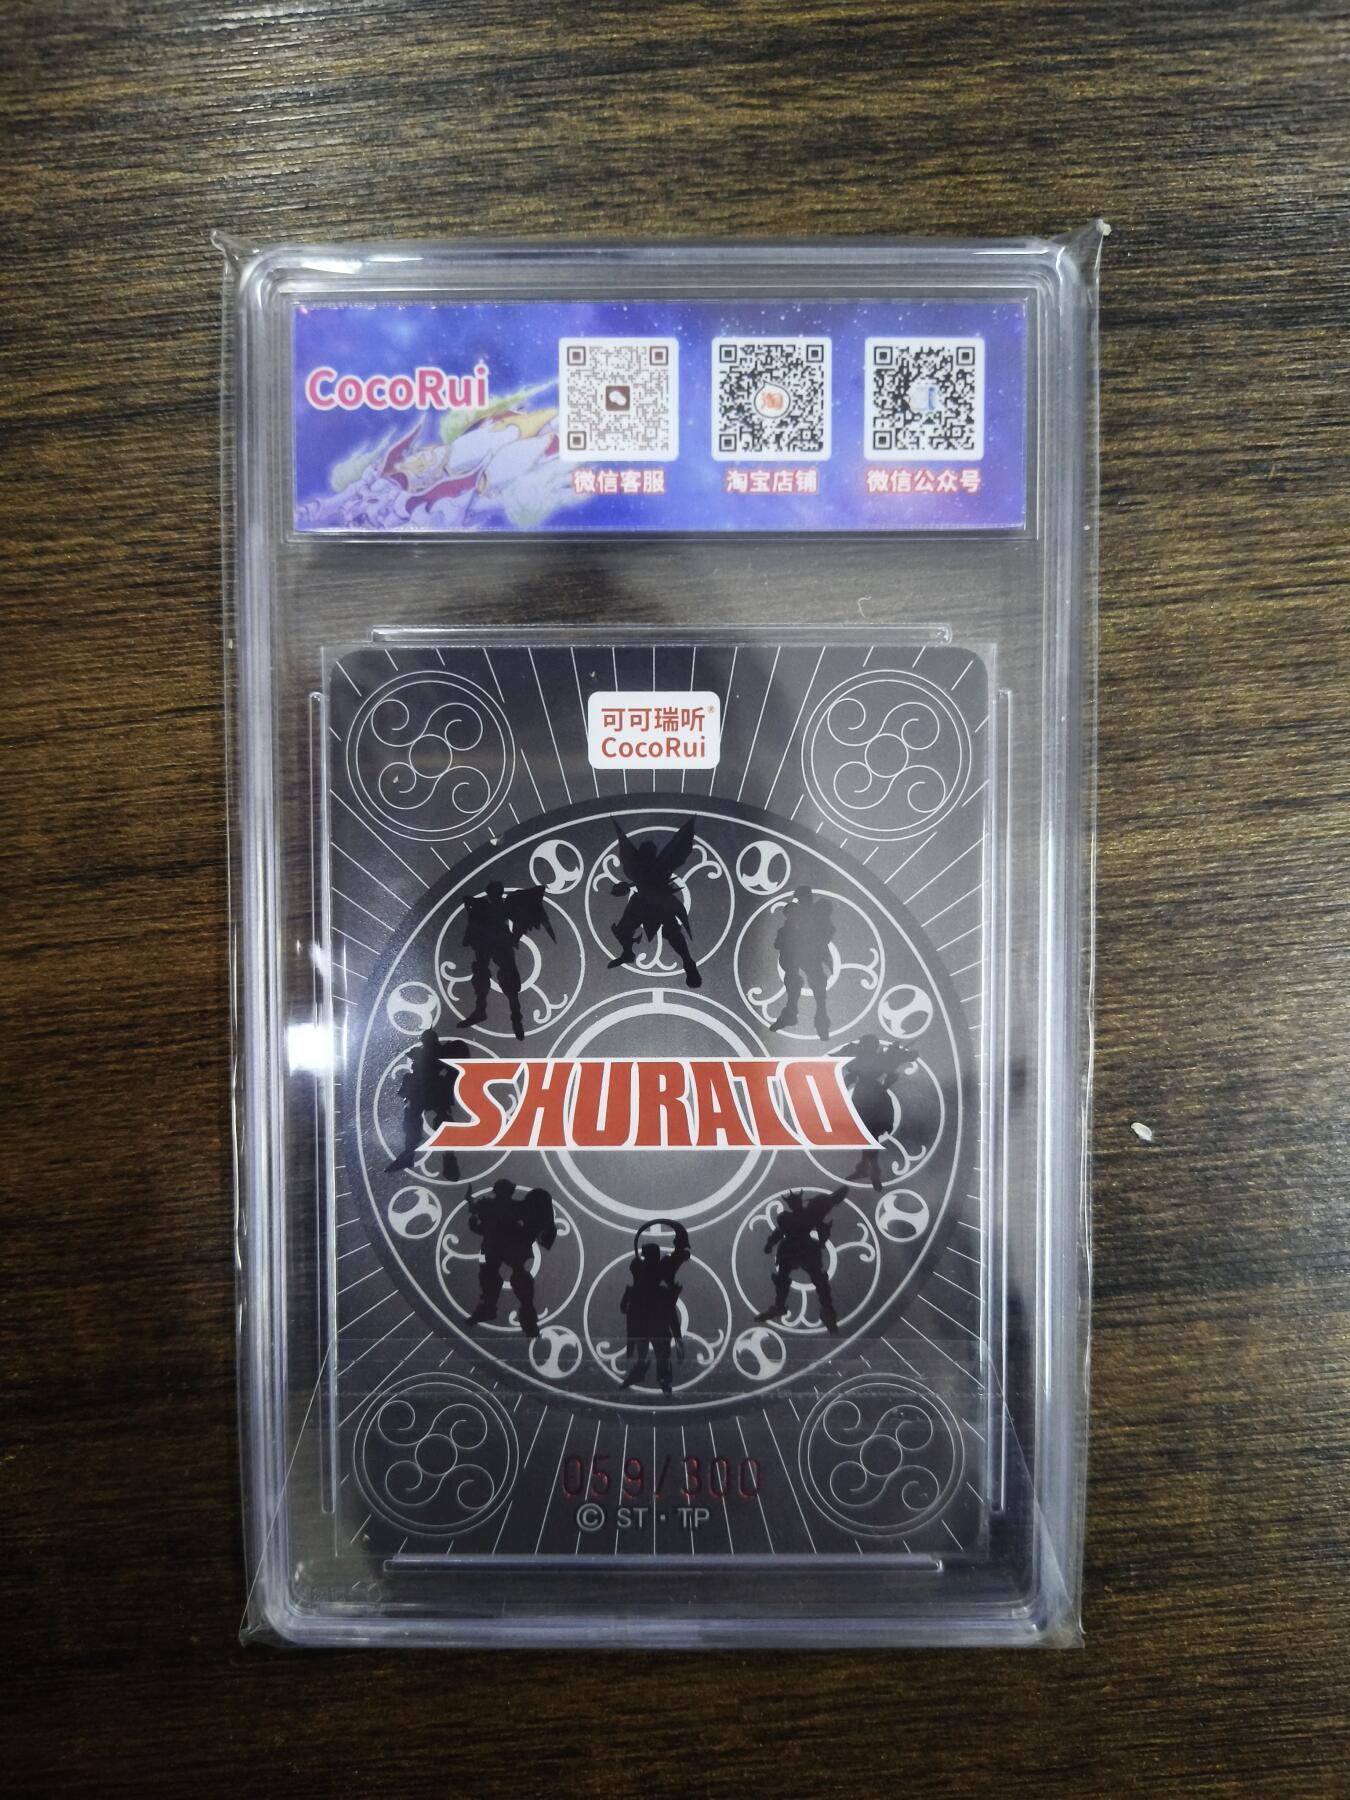 CocoRui
微信客服
淘宝店铺
微信公众号
淘
可可瑞听®
CocoRui
SHURATO
059/300
© ST・TP